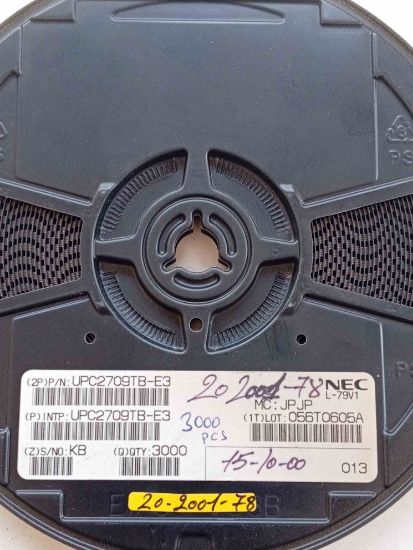 PS
(2P)P/N: UPC2709TB-E3
20 2001-78
NEC
L-79V1
MC: JPJP
(P)INTP: UPC2709TB-E3
3000 PCS
(1T)LOT: 056T0605A
(Z)S/NO: KB
(Q)QTY: 3000
15-10-00
013
20-2001-78